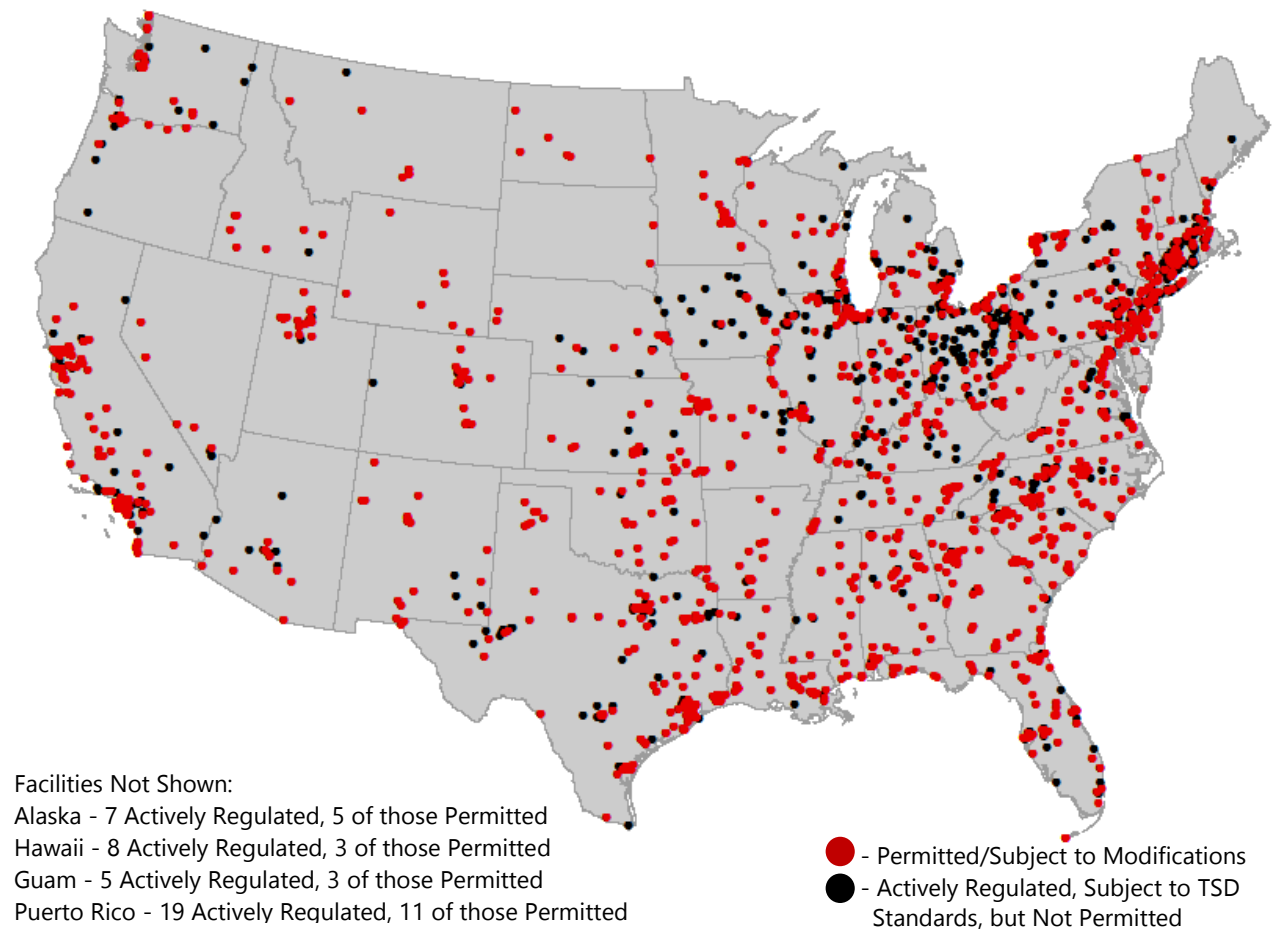 Facilities Not Shown:
Alaska - 7 Actively Regulated, 5 of those Permitted
Hawaii - 8 Actively Regulated, 3 of those Permitted
Guam - 5 Actively Regulated, 3 of those Permitted
Puerto Rico - 19 Actively Regulated, 11 of those Permitted
- Permitted/Subject to Modifications
- Actively Regulated, Subject to TSD
Standards, but Not Permitted